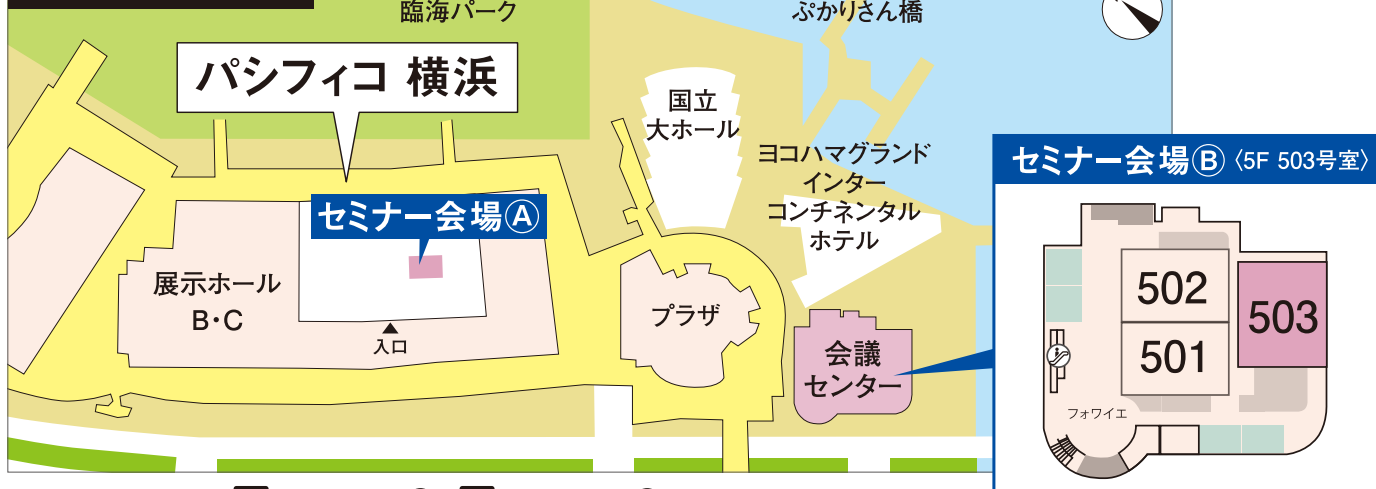 臨海パーク
ぷかりさん橋
パシフィコ 横浜
国立
大ホール
ヨコハマグランド
インター
コンチネンタル
ホテル
セミナー会場Ⓑ〈5F 503号室〉
セミナー会場Ⓐ
展示ホール
B・C
入口
プラザ
会議
センター
502
503
501
フォワイエ